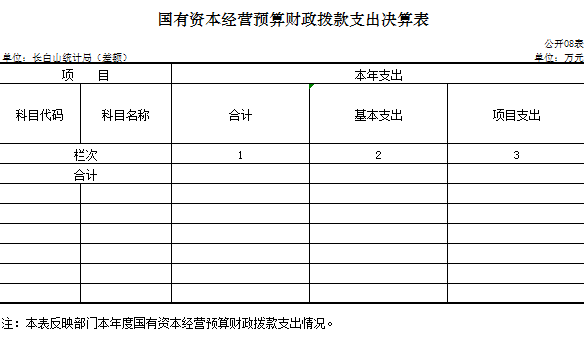 国有资本经营预算财政拨款支出决算表
公开08表
单位：长白山统计局（差额） 单位：万元
项 目 本年支出
科目代码 科目名称 合计 基本支出 项目支出
栏次 1 2 3
合计
注：本表反映部门本年度国有资本经营预算财政拨款支出情况。